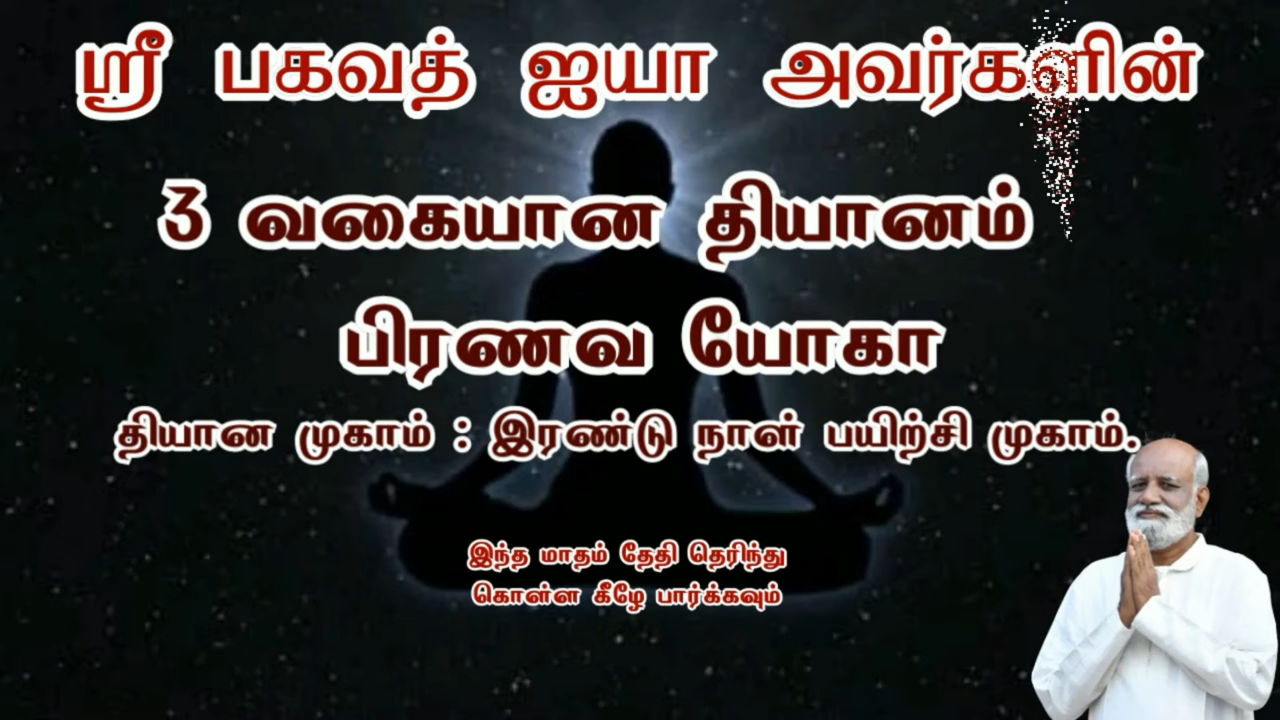 ஸ்ரீ பகவத் ஐயா அவர்களின்
3 வகையான தியானம்
பிரணவ யோகா
தியான முகாம் : இரண்டு நாள் பயிற்சி முகாம்.
இந்த மாதம் தேதி தெரிந்து
கொள்ள கீழே பார்க்கவும்